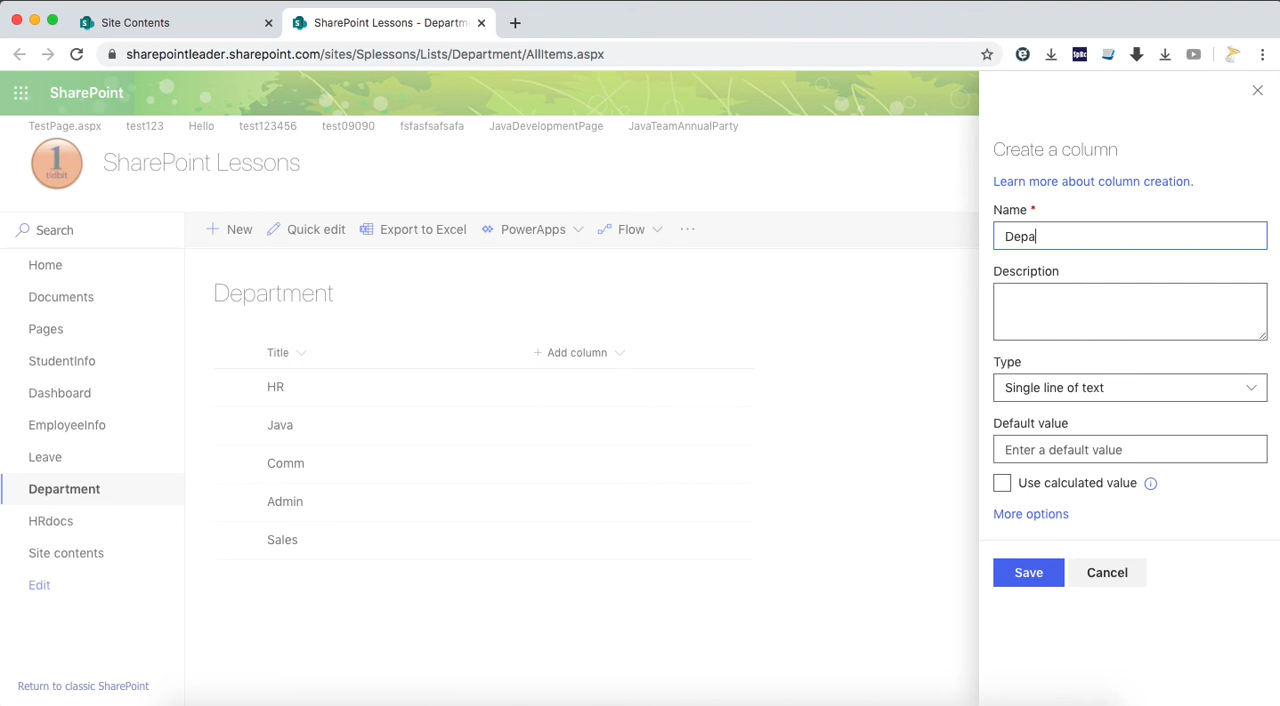 Site Contents
SharePoint Lessons - Departm
sharepointleader.sharepoint.com/sites/Splessons/Lists/Department/AllItems.aspx
SharePoint
TestPage.aspx test123 Hello test123456 test09090 fsfasfsafsafa JavaDevelopmentPage JavaTeamAnnualParty
1
tidbit
SharePoint Lessons
Search
New Quick edit Export to Excel PowerApps Flow
Home
Documents
Pages
StudentInfo
Dashboard
EmployeeInfo
Leave
Department
HRdocs
Site contents
Edit
Return to classic SharePoint
Department
Title + Add column
HR
Java
Comm
Admin
Sales
Create a column
Learn more about column creation.
Name *
Depa
Description
Type
Single line of text
Default value
Enter a default value
Use calculated value
More options
Save Cancel